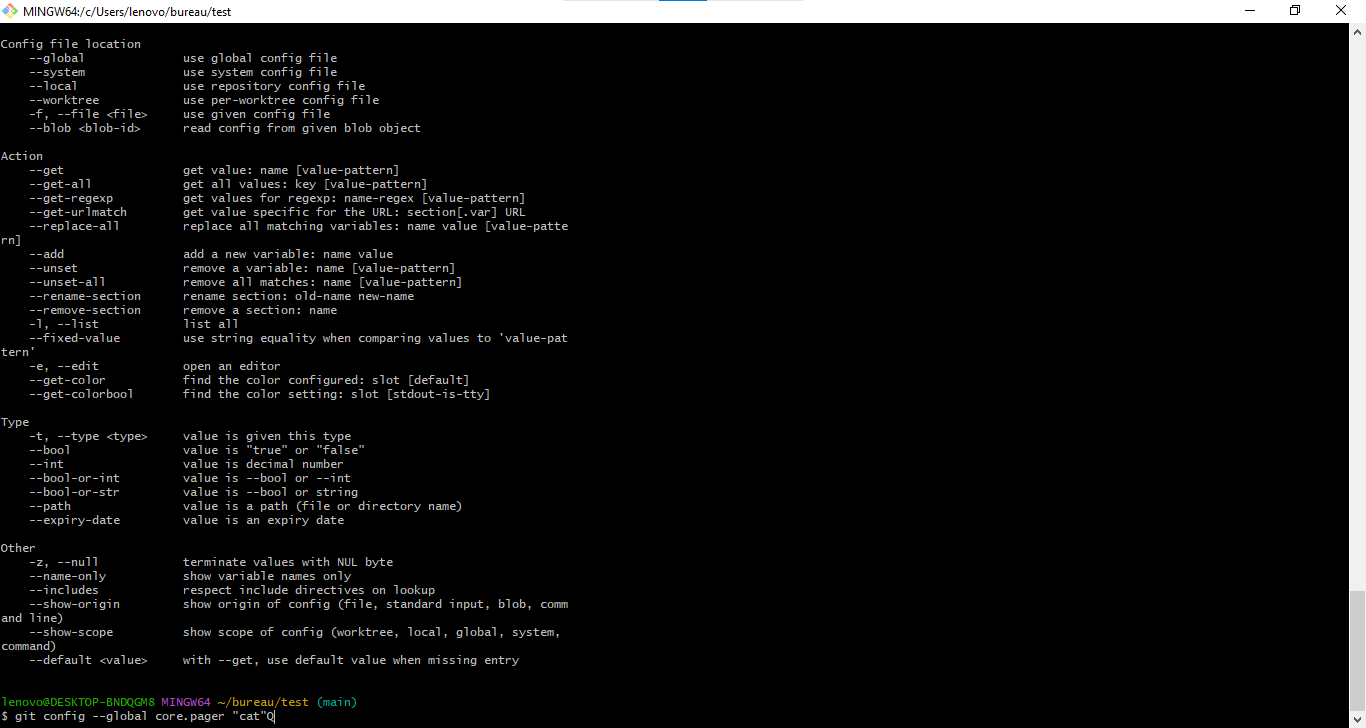 MINGW64:/c/Users/lenovo/bureau/test
Config file location
    --global              use global config file
    --system              use system config file
    --local               use repository config file
    --worktree            use per-worktree config file
    -f, --file <file>     use given config file
    --blob <blob-id>      read config from given blob object

Action
    --get                 get value: name [value-pattern]
    --get-all             get all values: key [value-pattern]
    --get-regexp          get values for regexp: name-regex [value-pattern]
    --get-urlmatch        get value specific for the URL: section[.var] URL
    --replace-all         replace all matching variables: name value [value-patte
rn]
    --add                 add a new variable: name value
    --unset               remove a variable: name [value-pattern]
    --unset-all           remove all matches: name [value-pattern]
    --rename-section      rename section: old-name new-name
    --remove-section      remove a section: name
    -l, --list            list all
    --fixed-value         use string equality when comparing values to 'value-pat
tern'
    -e, --edit            open an editor
    --get-color           find the color configured: slot [default]
    --get-colorbool       find the color setting: slot [stdout-is-tty]

Type
    -t, --type <type>     value is given this type
    --bool                value is "true" or "false"
    --int                 value is decimal number
    --bool-or-int         value is --bool or --int
    --bool-or-str         value is --bool or string
    --path                value is a path (file or directory name)
    --expiry-date         value is an expiry date

Other
    -z, --null            terminate values with NUL byte
    --name-only           show variable names only
    --includes            respect include directives on lookup
    --show-origin         show origin of config (file, standard input, blob, comm
and line)
    --show-scope          show scope of config (worktree, local, global, system,
command)
    --default <value>     with --get, use default value when missing entry

lenovo@DESKTOP-BNDQGM8 MINGW64 ~/bureau/test (main)
$ git config --global core.pager "cat"Q